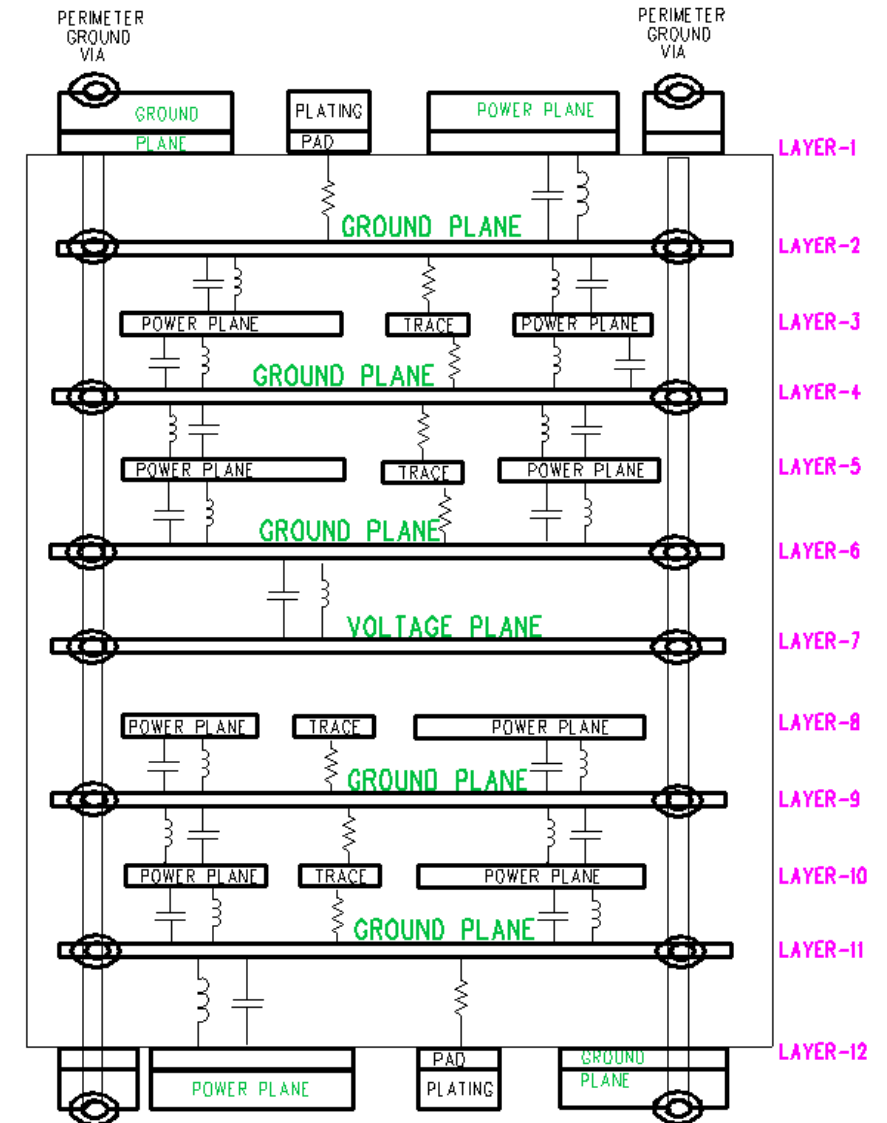 PERIMETER
GROUND
VIA
PERIMETER
GROUND
VIA
GROUND
PLANE
PLATING
PAD
POWER PLANE
LAYER-1
GROUND PLANE
LAYER-2
POWER PLANE
TRACE
POWER PLANE
LAYER-3
GROUND PLANE
LAYER-4
POWER PLANE
TRACE
POWER PLANE
LAYER-5
GROUND PLANE
LAYER-6
VOLTAGE PLANE
LAYER-7
POWER PLANE
TRACE
POWER PLANE
LAYER-8
GROUND PLANE
LAYER-9
POWER PLANE
TRACE
POWER PLANE
LAYER-10
GROUND PLANE
LAYER-11
LAYER-12
POWER PLANE
PAD
PLATING
GROUND
PLANE